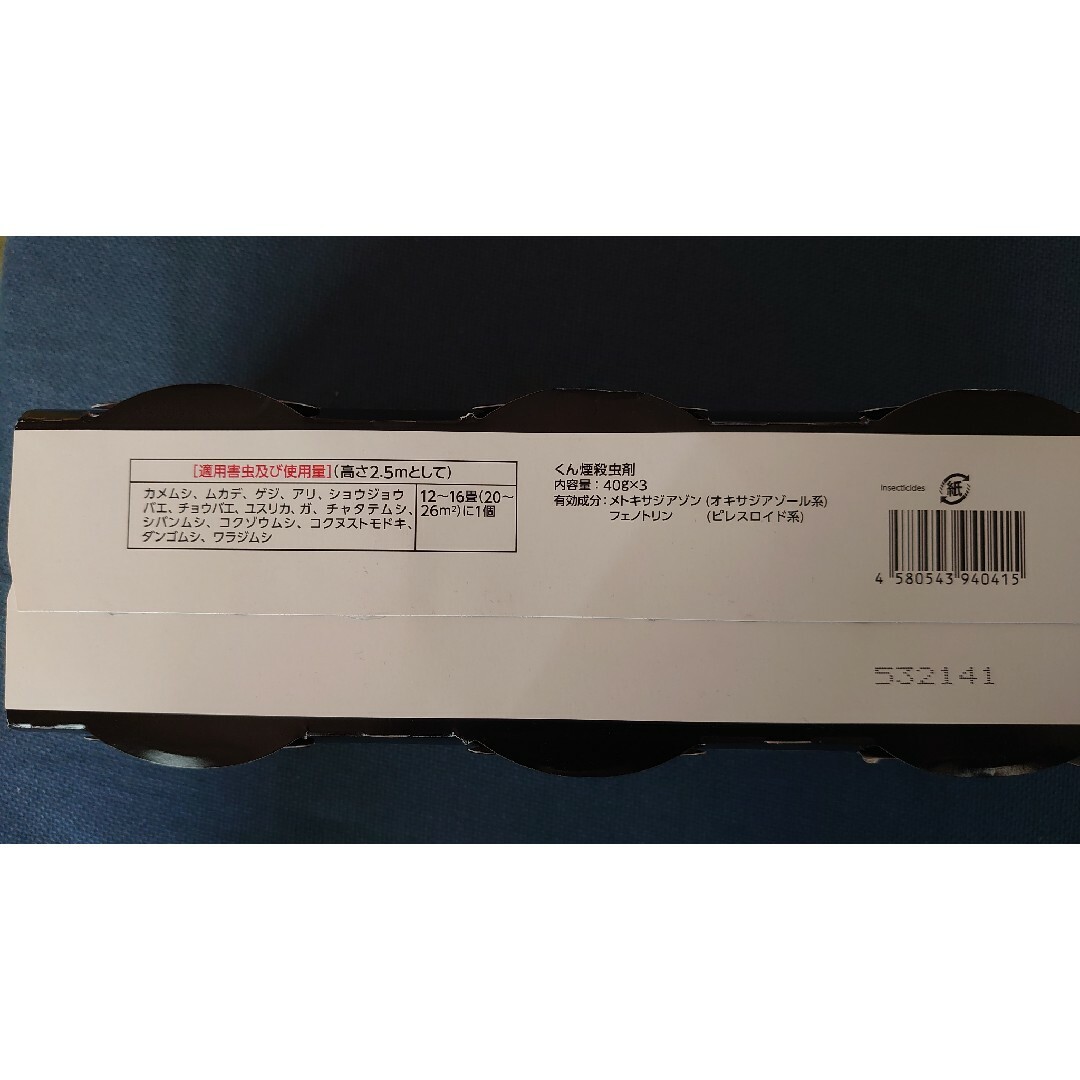 [適用害虫及び使用量](高さ2.5mとして)
カメムシ、ムカデ、ゲジ、アリ、ショウジョウ
バエ、チョウバエ、ユスリカ、ガ、チャタテムシ、
シバンムシ、コクゾウムシ、コクヌストモドキ、
ダンゴムシ、ワラジムシ
12〜16畳(20〜
26m²)に1個
くん煙殺虫剤
内容量:40g×3
有効成分:メトキサジアゾン(オキサジアゾール系)
フェノトリン (ピレスロイド系)
Insecticides
紙
4 580543 940415
532141